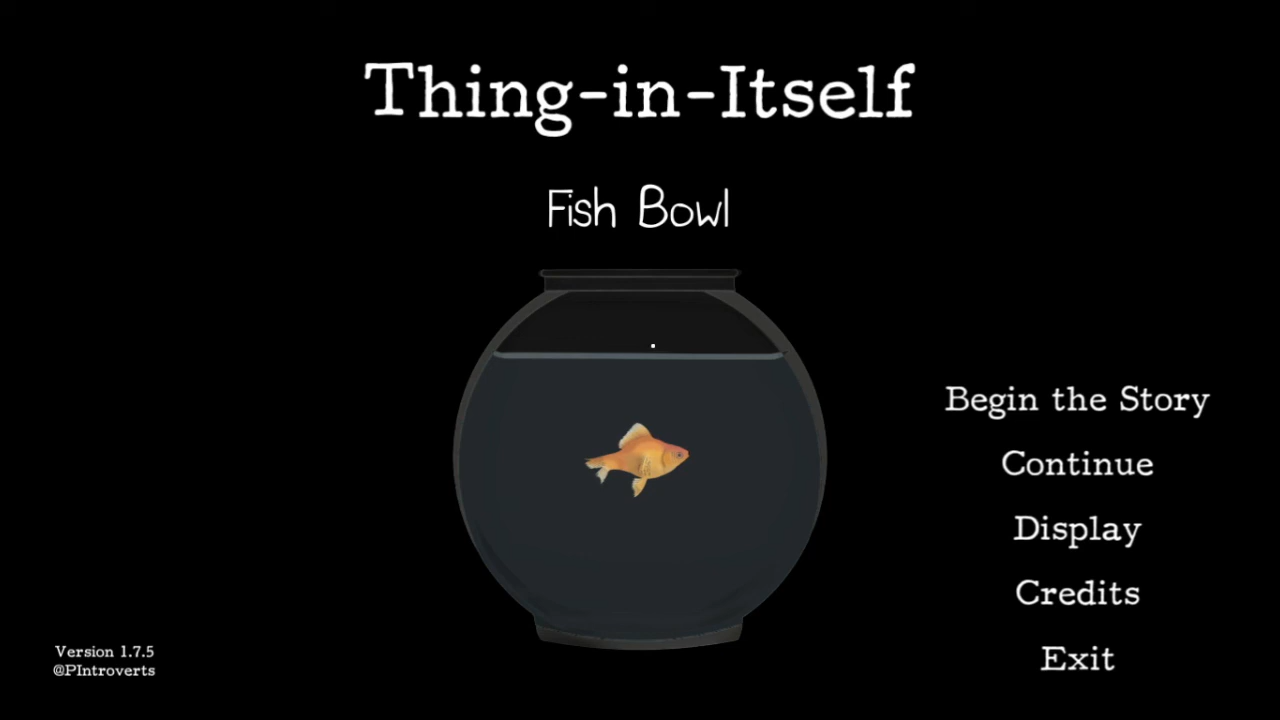 Thing-in-Itself
Fish Bowl
Begin the Story
Continue
Display
Credits
Exit
Version 1.7.5
@PIntroverts